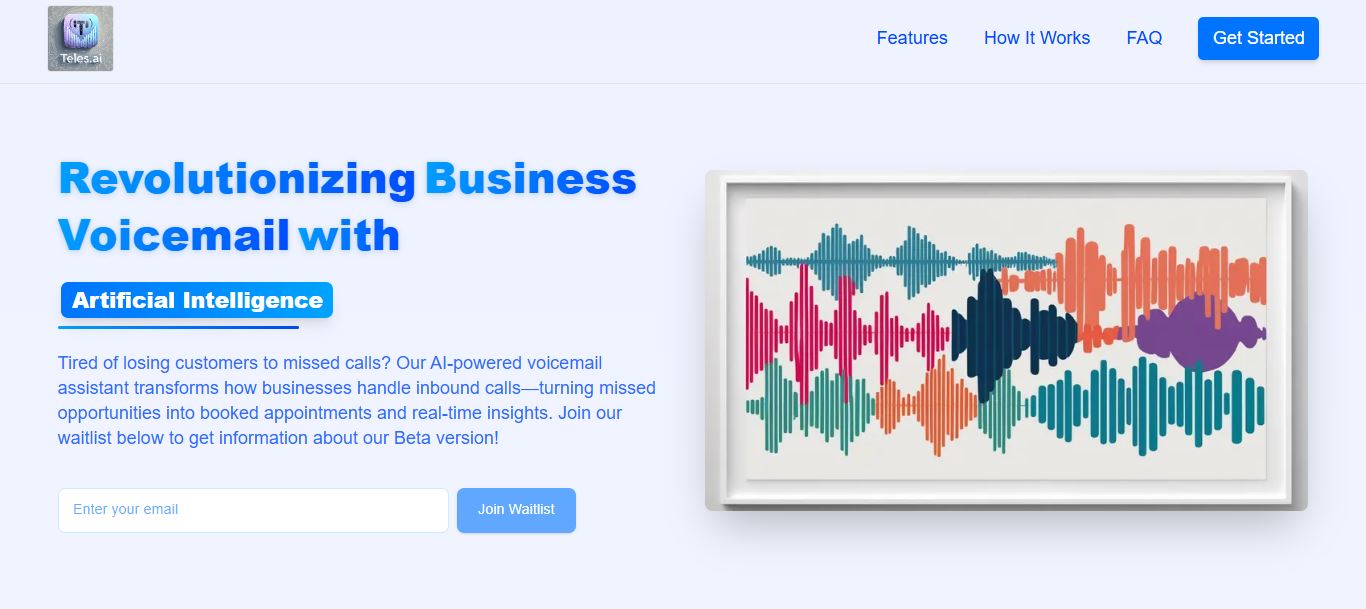 Teles.ai
Features
How It Works
FAQ
Get Started
Revolutionizing Business
Voicemail with
Artificial Intelligence
Tired of losing customers to missed calls? Our AI-powered voicemail
assistant transforms how businesses handle inbound calls—turning missed
opportunities into booked appointments and real-time insights. Join our
waitlist below to get information about our Beta version!
Enter your email
Join Waitlist